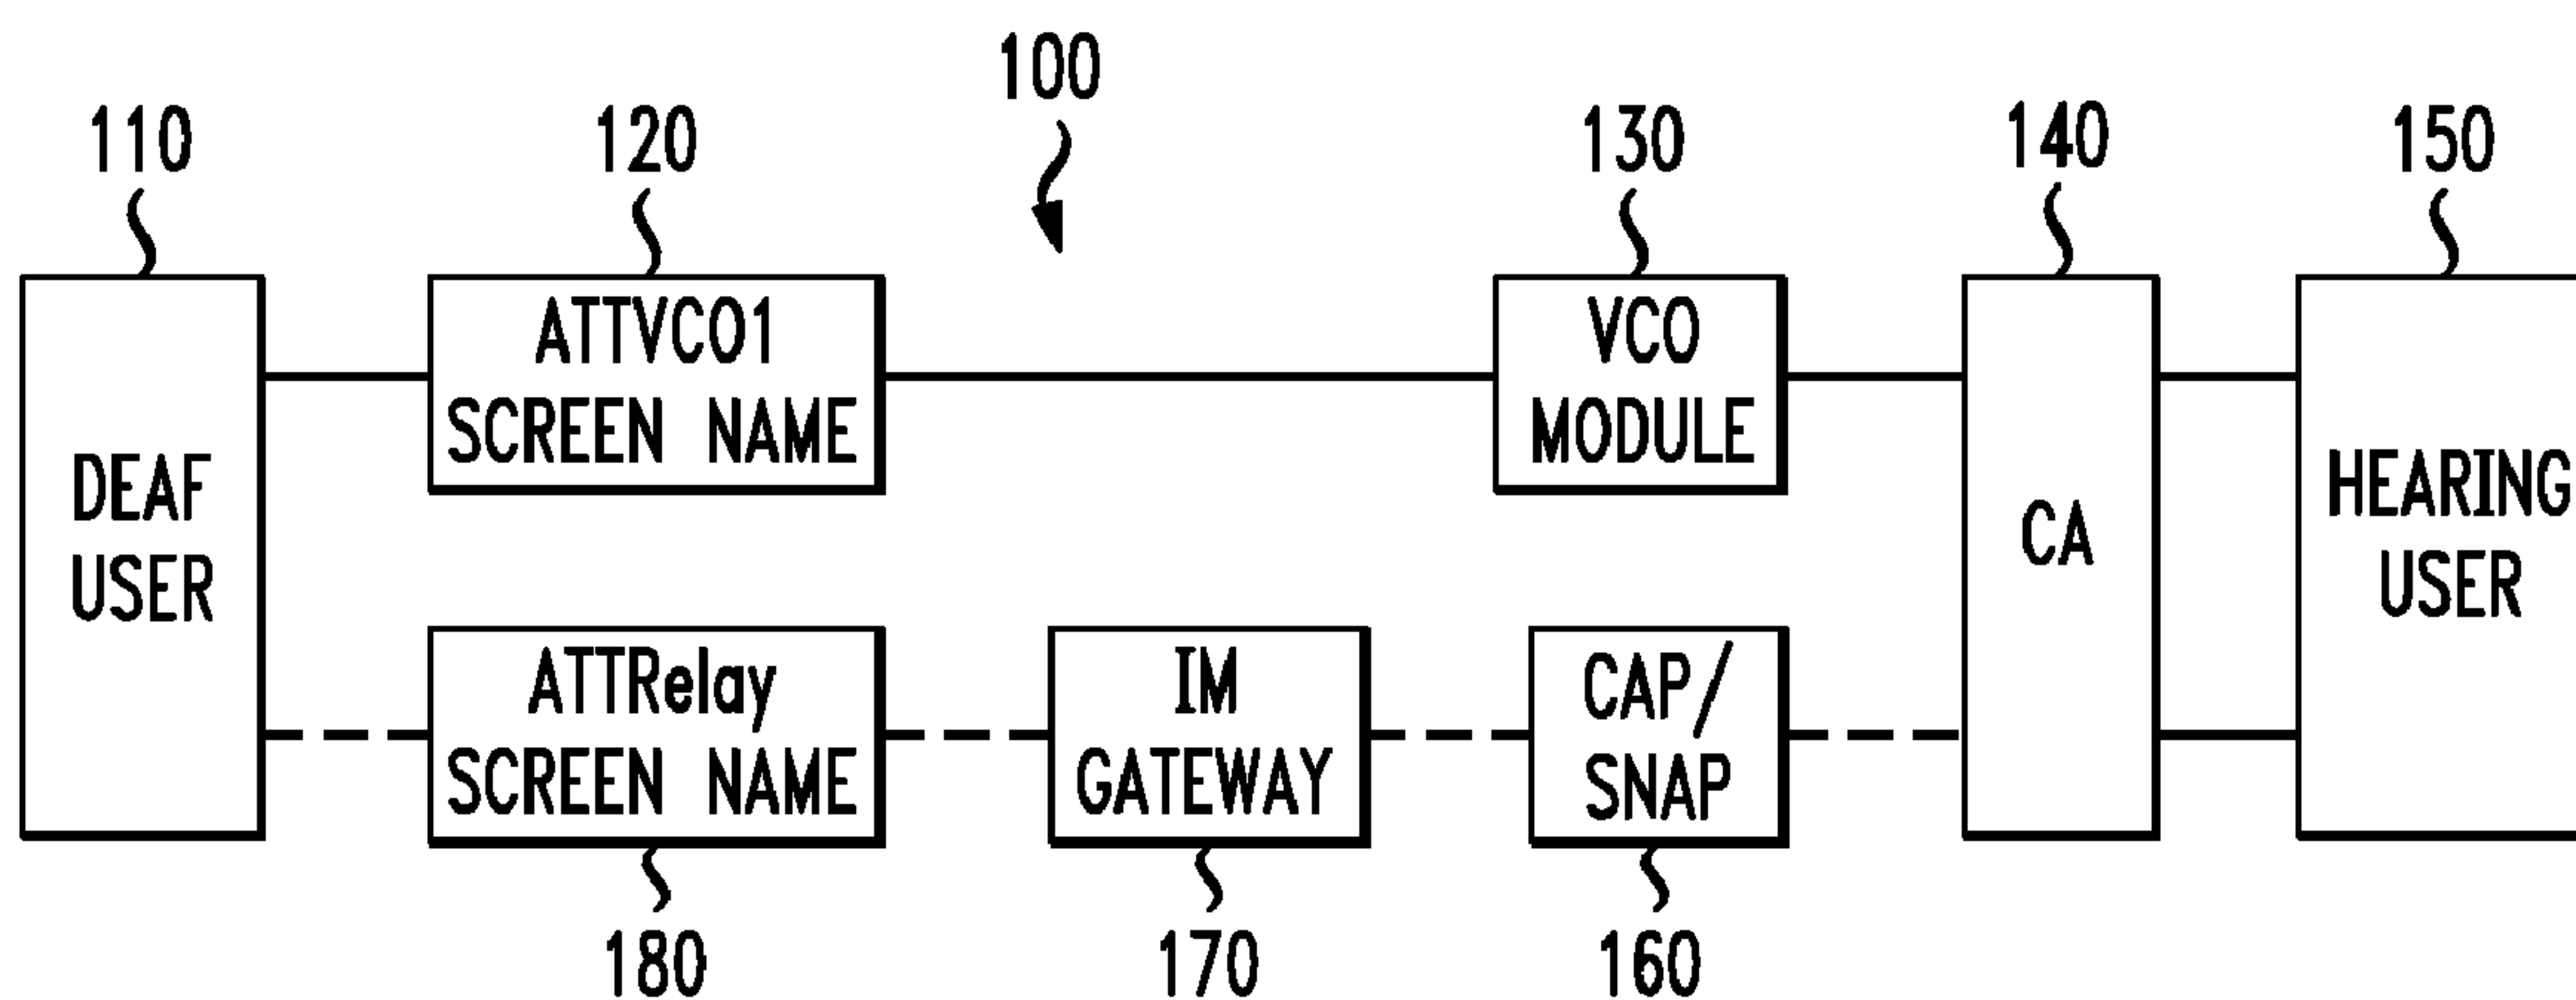 100
110
120
130
140
150
ATTVCO1
SCREEN NAME
VCO
MODULE
DEAF
USER
CA
HEARING
USER
ATTRelay
SCREEN NAME
IM
GATEWAY
CAP/
SNAP
180
170
160